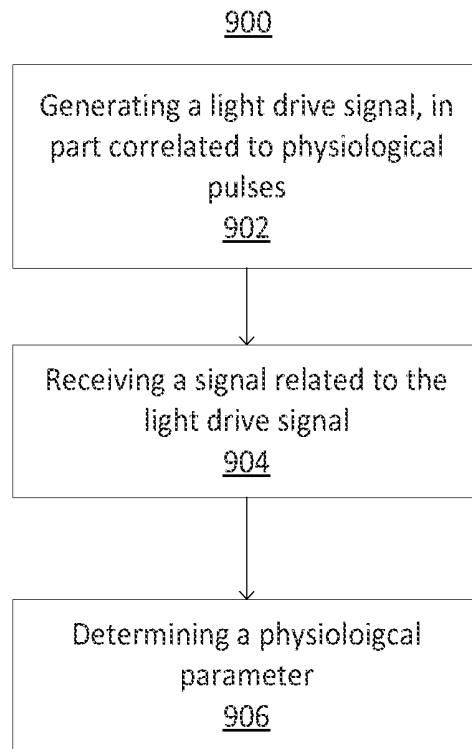 900
Generating a light drive signal, in
part correlated to physiological
pulses
902
Receiving a signal related to the
light drive signal
904
Determining a physioloigcal
parameter
906